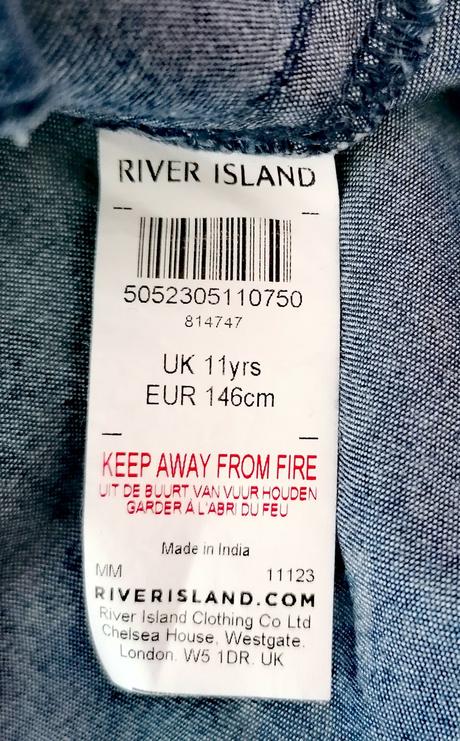 RIVER ISLAND
5052305110750
814747
UK 11yrs
EUR 146cm
KEEP AWAY FROM FIRE
UIT DE BUURT VAN VUUR HOUDEN
GARDER À L'ABRI DU FEU
Made in India
MM 11123
RIVERISLAND.COM
River Island Clothing Co Ltd
Chelsea House, Westgate.
London. W5 1DR. UK